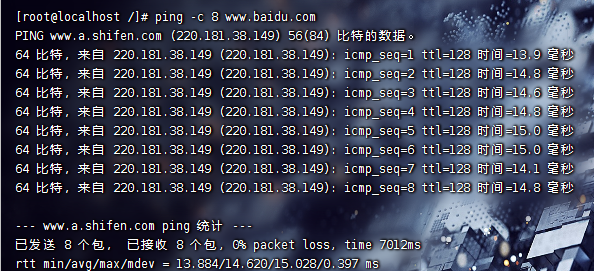 [root@localhost /]# ping -c 8 www.baidu.com
PING www.a.shifen.com (220.181.38.149) 56(84) 比特的数据。
64 比特，来自 220.181.38.149 (220.181.38.149): icmp_seq=1 ttl=128 时间=13.9 毫秒
64 比特，来自 220.181.38.149 (220.181.38.149): icmp_seq=2 ttl=128 时间=14.8 毫秒
64 比特，来自 220.181.38.149 (220.181.38.149): icmp_seq=3 ttl=128 时间=14.6 毫秒
64 比特，来自 220.181.38.149 (220.181.38.149): icmp_seq=4 ttl=128 时间=14.8 毫秒
64 比特，来自 220.181.38.149 (220.181.38.149): icmp_seq=5 ttl=128 时间=15.0 毫秒
64 比特，来自 220.181.38.149 (220.181.38.149): icmp_seq=6 ttl=128 时间=15.0 毫秒
64 比特，来自 220.181.38.149 (220.181.38.149): icmp_seq=7 ttl=128 时间=14.1 毫秒
64 比特，来自 220.181.38.149 (220.181.38.149): icmp_seq=8 ttl=128 时间=14.8 毫秒
--- www.a.shifen.com ping 统计 ---
已发送 8 个包， 已接收 8 个包, 0% packet loss, time 7012ms
rtt min/avg/max/mdev = 13.884/14.620/15.028/0.397 ms